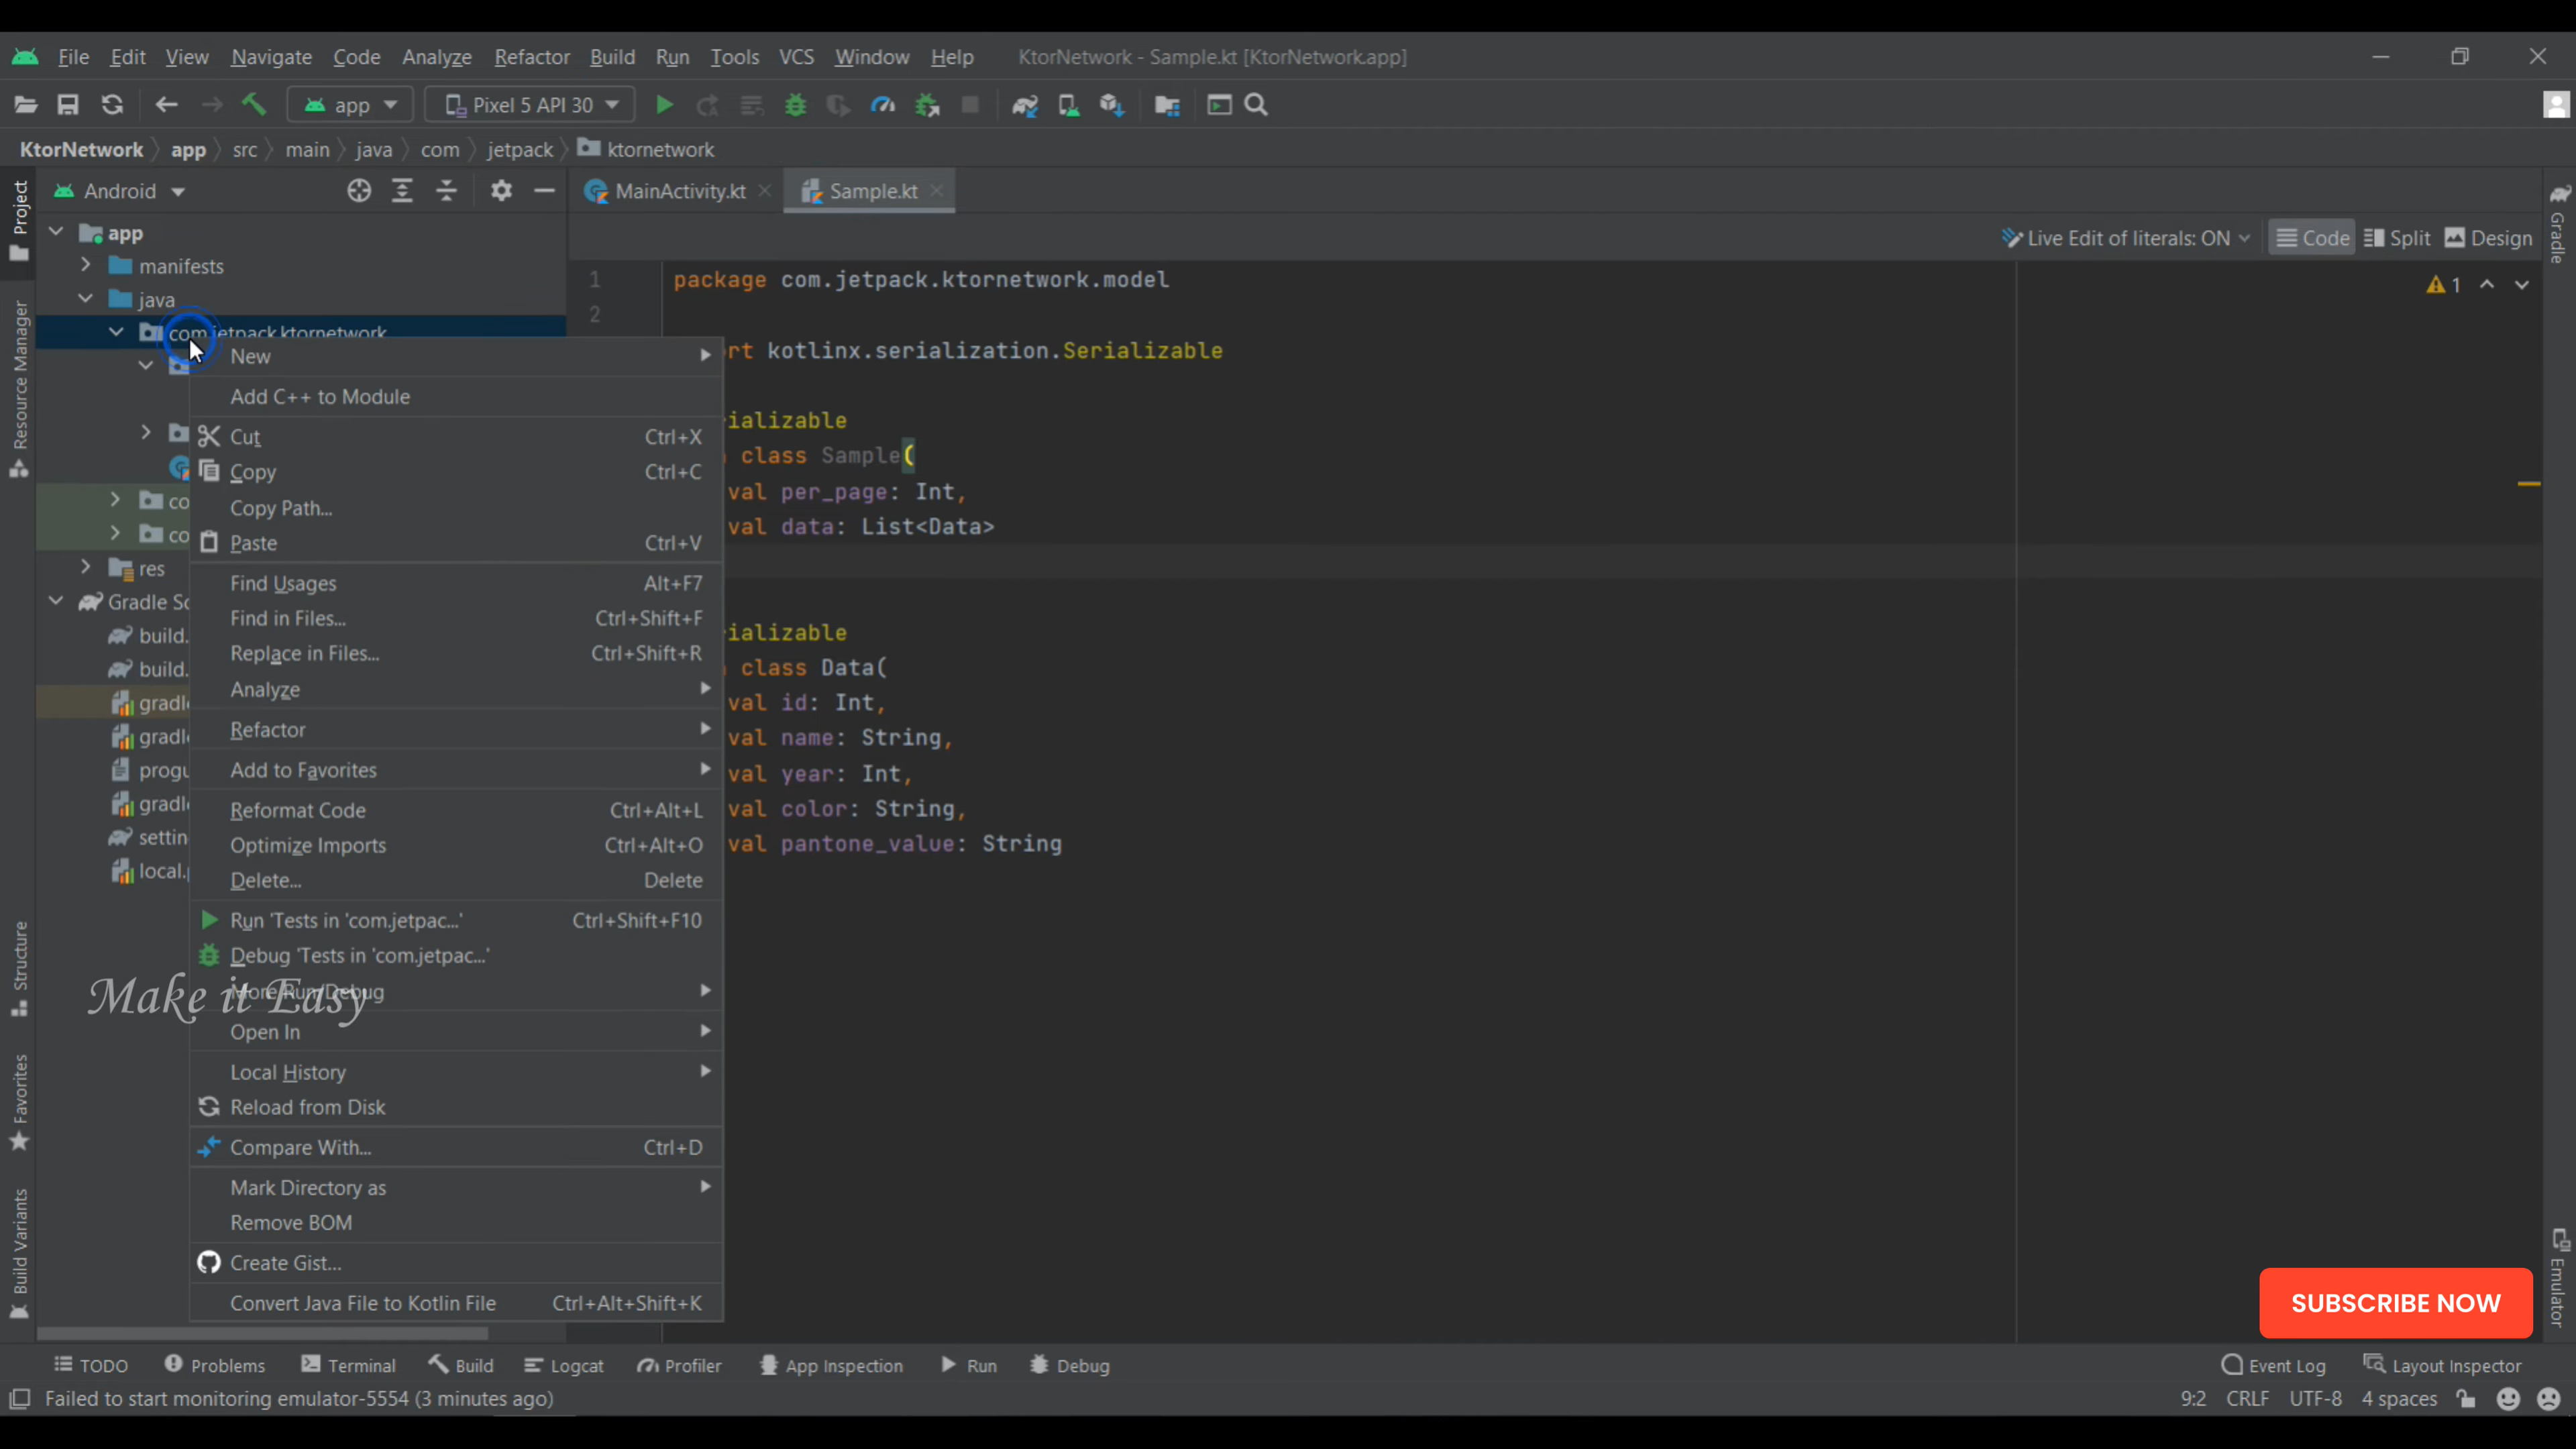 File Edit View Navigate Code Analyze Refactor Build Run Tools VCS Window Help KtorNetwork - Sample.kt [KtorNetwork.app]
app Pixel 5 API 30
KtorNetwork app src main java com jetpack ktornetwork
Project
Android
MainActivity.kt
Sample.kt
Gradle
Live Edit of literals: ON Code Split Design
app
manifests
java
com.jetpack.ktornetwork
co
co
res
Gradle Sc
build.
build.
gradle
gradle
progu
gradle
settin
local.p
Resource Manager
Structure
Favorites
Build Variants
New
Add C++ to Module
Cut Ctrl+X
Copy Ctrl+C
Copy Path...
Paste Ctrl+V
Find Usages Alt+F7
Find in Files... Ctrl+Shift+F
Replace in Files... Ctrl+Shift+R
Analyze
Refactor
Add to Favorites
Reformat Code Ctrl+Alt+L
Optimize Imports Ctrl+Alt+O
Delete... Delete
Run 'Tests in 'com.jetpac...' Ctrl+Shift+F10
Debug 'Tests in 'com.jetpac...'
More Run/Debug
Make it Easy
Open In
Local History
Reload from Disk
Compare With... Ctrl+D
Mark Directory as
Remove BOM
Create Gist...
Convert Java File to Kotlin File Ctrl+Alt+Shift+K
1 package com.jetpack.ktornetwork.model
2
rt kotlinx.serialization.Serializable
ializable
class Sample(
val per_page: Int,
val data: List<Data>
ializable
class Data(
val id: Int,
val name: String,
val year: Int,
val color: String,
val pantone_value: String
1
SUBSCRIBE NOW
Emulator
TODO Problems Terminal Build Logcat Profiler App Inspection Run Debug Event Log Layout Inspector
Failed to start monitoring emulator-5554 (3 minutes ago) 9:2 CRLF UTF-8 4 spaces